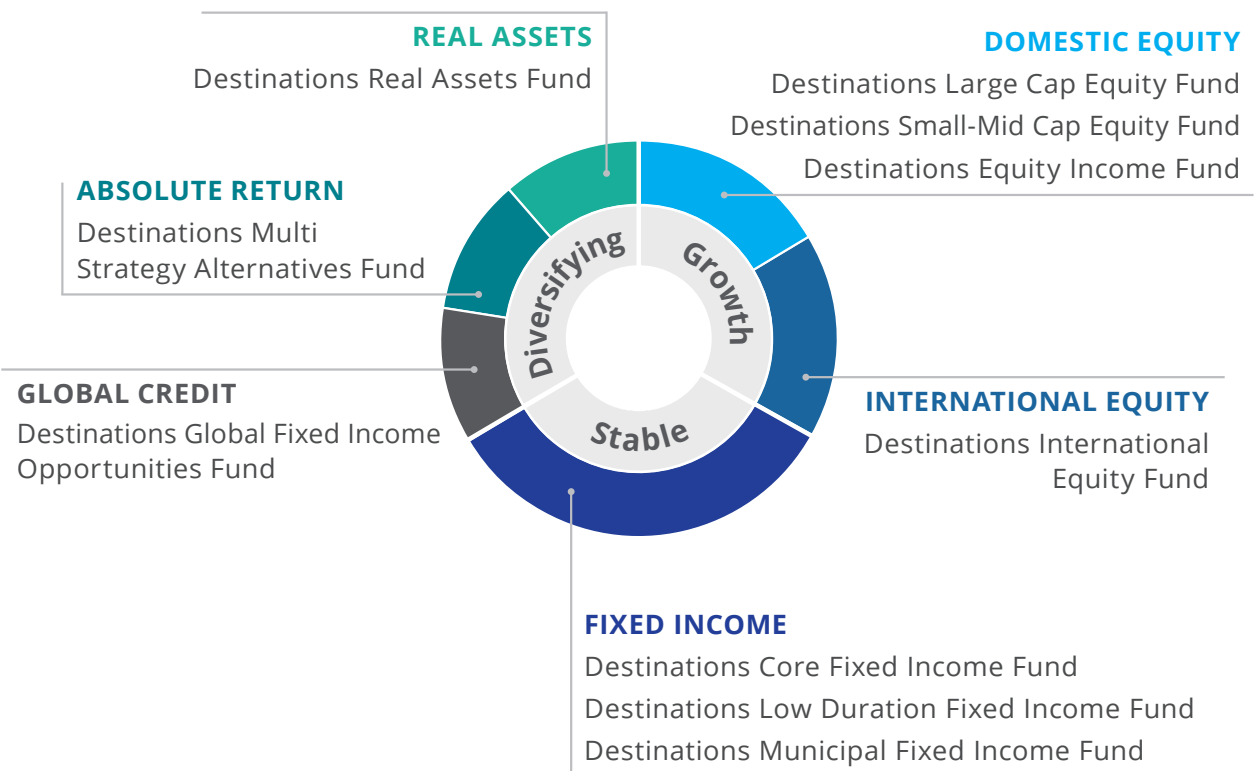 REAL ASSETS
Destinations Real Assets Fund
DOMESTIC EQUITY
Destinations Large Cap Equity Fund
Destinations Small-Mid Cap Equity Fund
Destinations Equity Income Fund
ABSOLUTE RETURN
Destinations Multi
Strategy Alternatives Fund
Diversifying
Growth
Stable
GLOBAL CREDIT
Destinations Global Fixed Income
Opportunities Fund
INTERNATIONAL EQUITY
Destinations International
Equity Fund
FIXED INCOME
Destinations Core Fixed Income Fund
Destinations Low Duration Fixed Income Fund
Destinations Municipal Fixed Income Fund